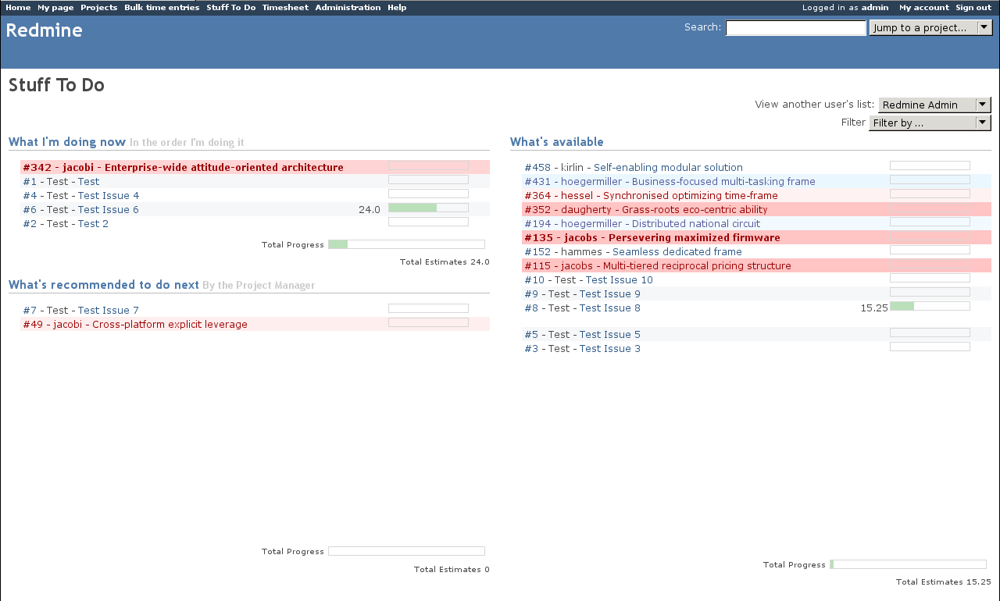 Home My page Projects Bulk time entries Stuff To Do Timesheet Administration Help Logged in as admin My account Sign out
Redmine
Search: Jump to a project...
Stuff To Do
View another user's list: Redmine Admin
Filter Filter by ...
What I'm doing now In the order I'm doing it
#342 - jacobi - Enterprise-wide attitude-oriented architecture
#1 - Test - Test
#4 - Test - Test Issue 4
#6 - Test - Test Issue 6 24.0
#2 - Test - Test 2
Total Progress
Total Estimates 24.0
What's recommended to do next By the Project Manager
#7 - Test - Test Issue 7
#49 - jacobi - Cross-platform explicit leverage
Total Progress
Total Estimates 0
What's available
#458 - kirlin - Self-enabling modular solution
#431 - hoegermiller - Business-focused multi-tasking frame
#364 - hessel - Synchronised optimizing time-frame
#352 - daugherty - Grass-roots eco-centric ability
#194 - hoegermiller - Distributed national circuit
#135 - jacobs - Persevering maximized firmware
#152 - hammes - Seamless dedicated frame
#115 - jacobs - Multi-tiered reciprocal pricing structure
#10 - Test - Test Issue 10
#9 - Test - Test Issue 9
#8 - Test - Test Issue 8 15.25
#5 - Test - Test Issue 5
#3 - Test - Test Issue 3
Total Progress
Total Estimates 15.25